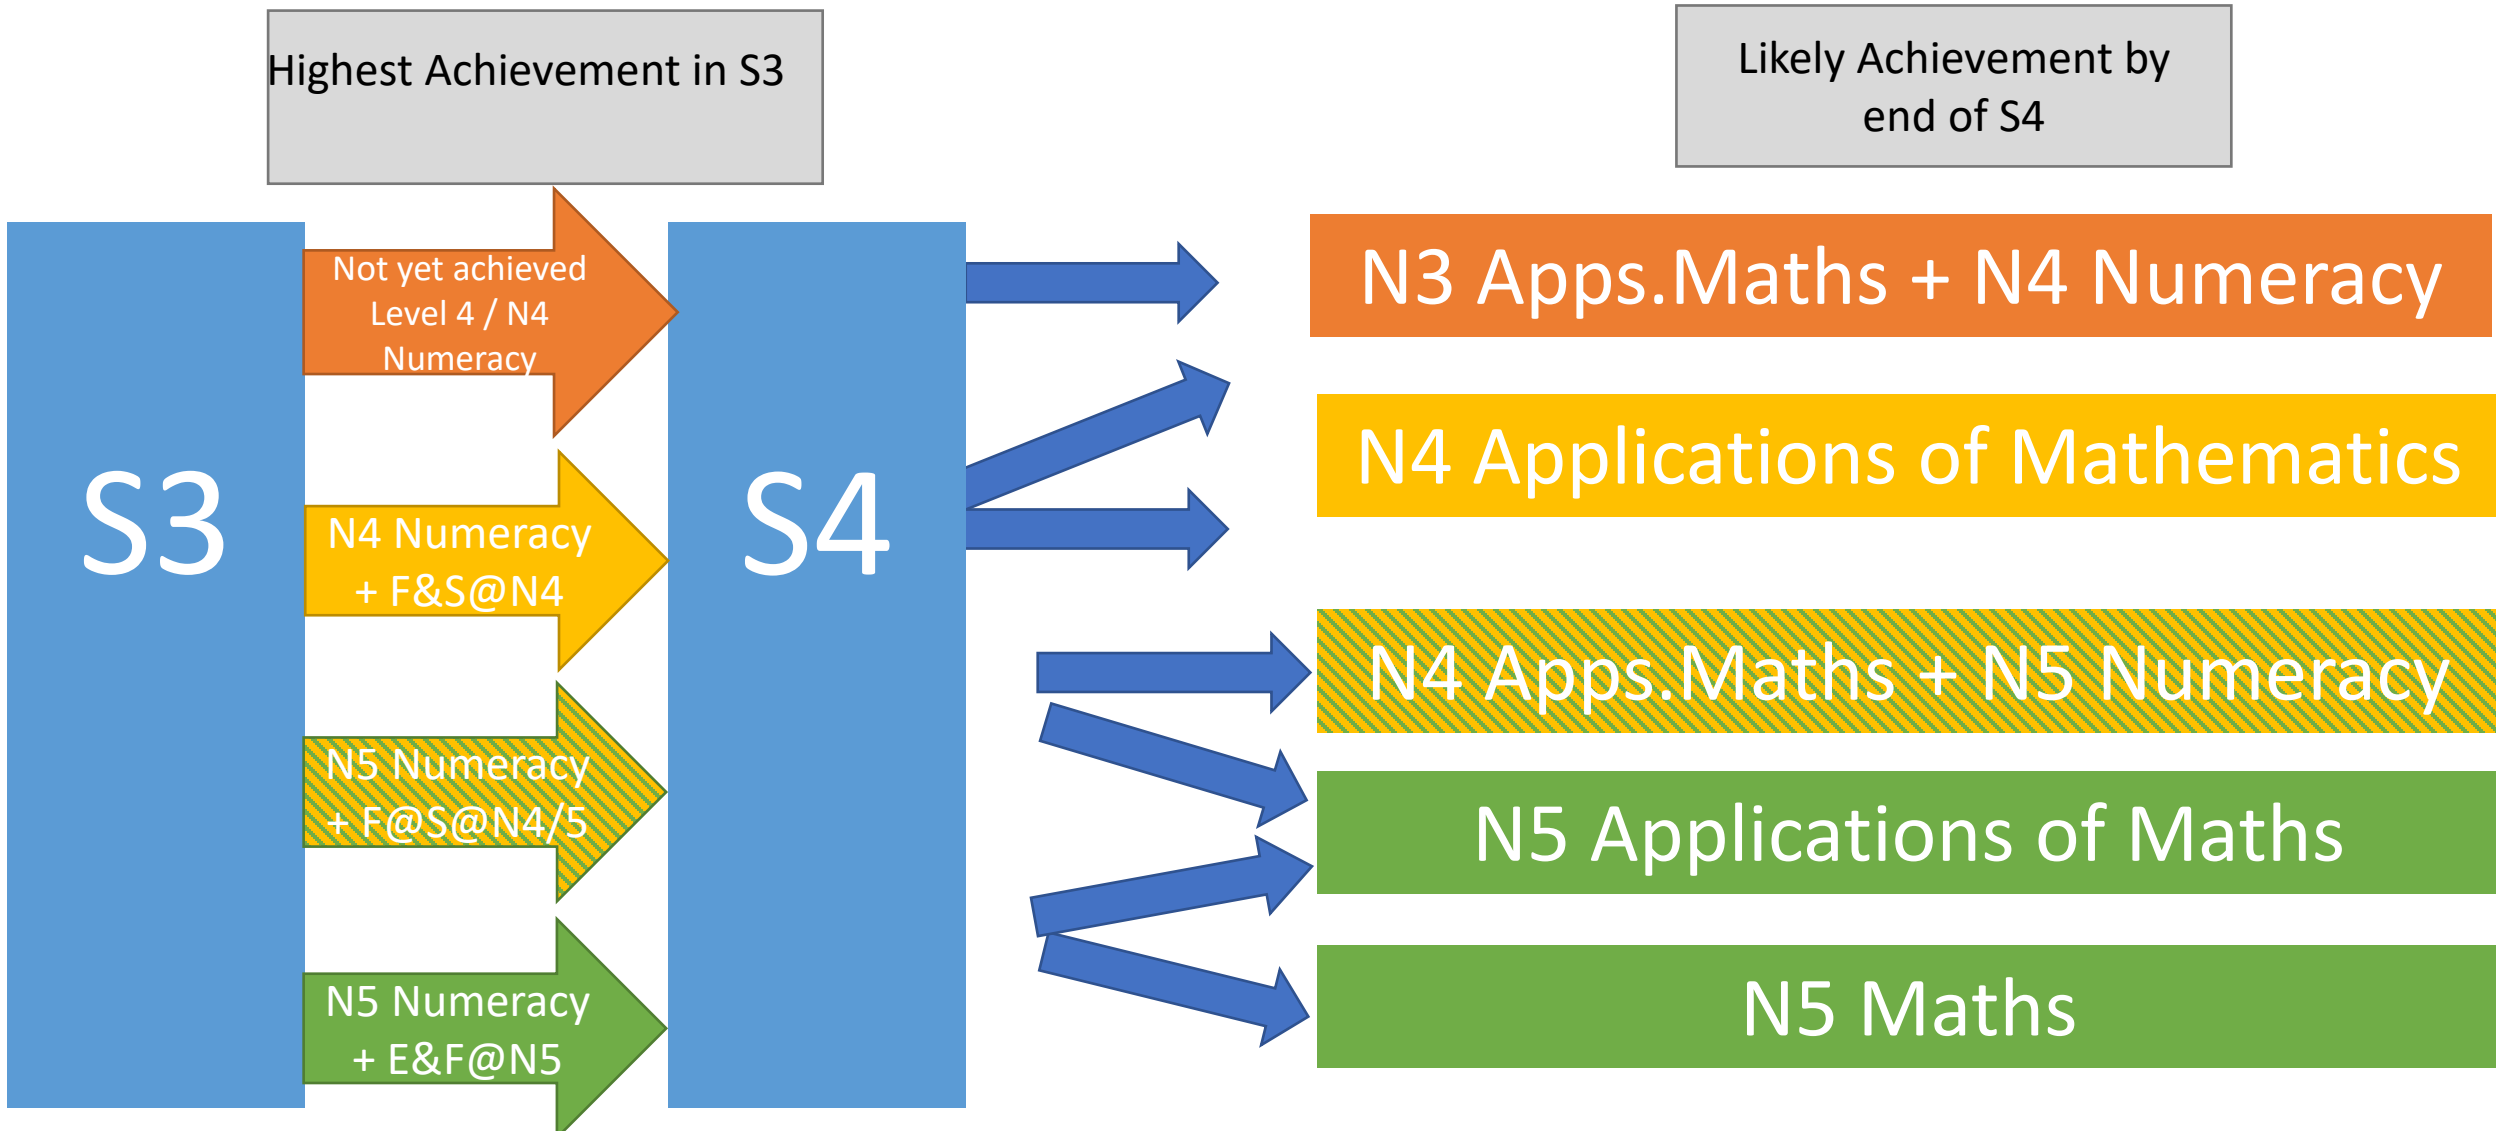 Highest Achievement in S3
Likely Achievement by
end of S4
S3
Not yet achieved
Level 4 / N4
Numeracy
N4 Numeracy
+ F&S@N4
N5 Numeracy
+ F@S@N4/5
N5 Numeracy
+ E&F@N5
S4
N3 Apps.Maths + N4 Numeracy
N4 Applications of Mathematics
N4 Apps.Maths + N5 Numeracy
N5 Applications of Maths
N5 Maths